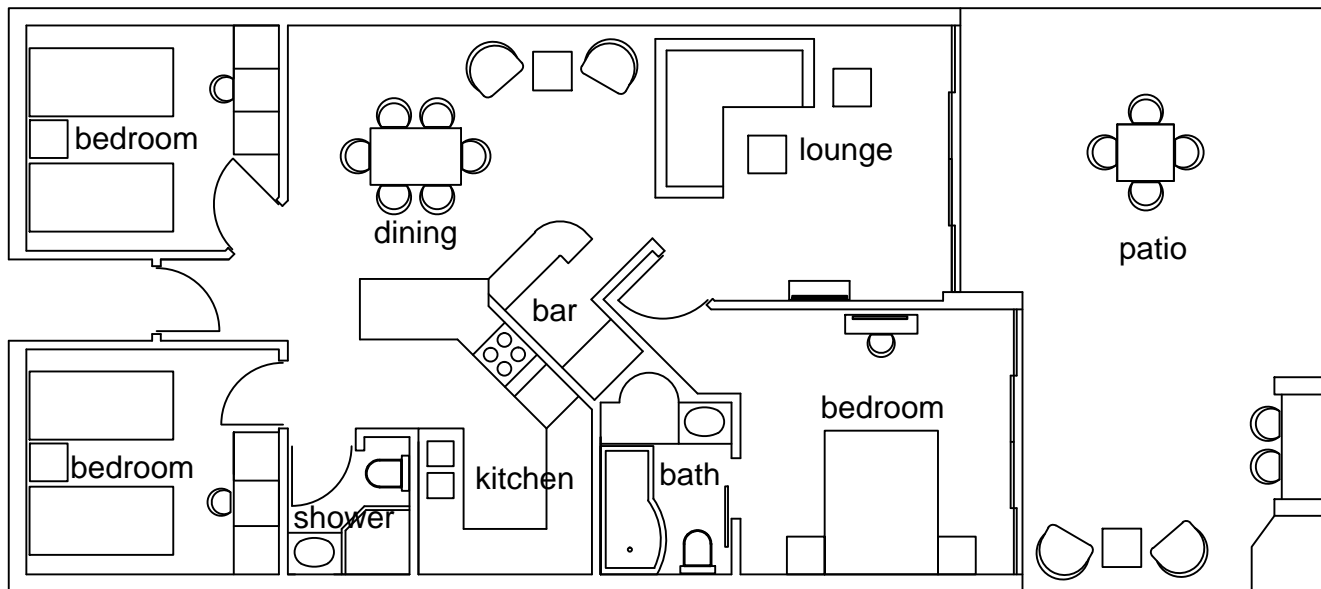 bedroom
lounge
dining
patio
bar
bedroom
bedroom
kitchen
bath
shower